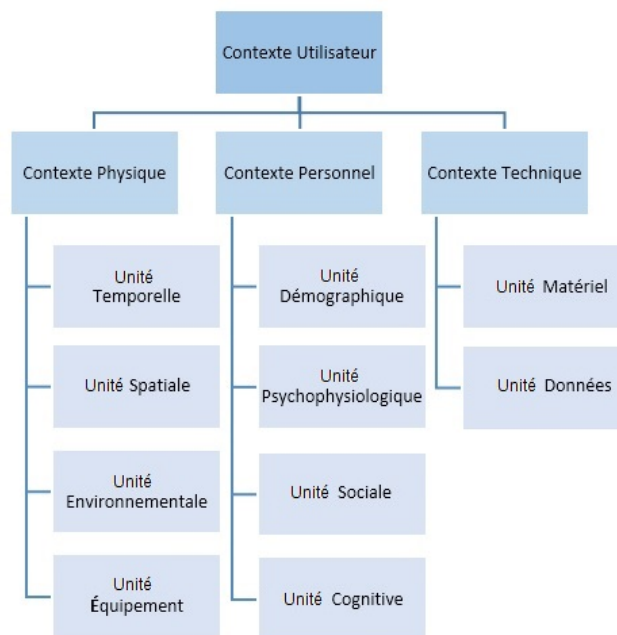 Contexte Utilisateur
Contexte Physique
Contexte Personnel
Contexte Technique
Unité
Temporelle
Unité Spatiale
Unité
Environnementale
Unité
Équipement
Unité
Démographique
Unité
Psychophysiologique
Unité Sociale
Unité Cognitive
Unité Matériel
Unité Données